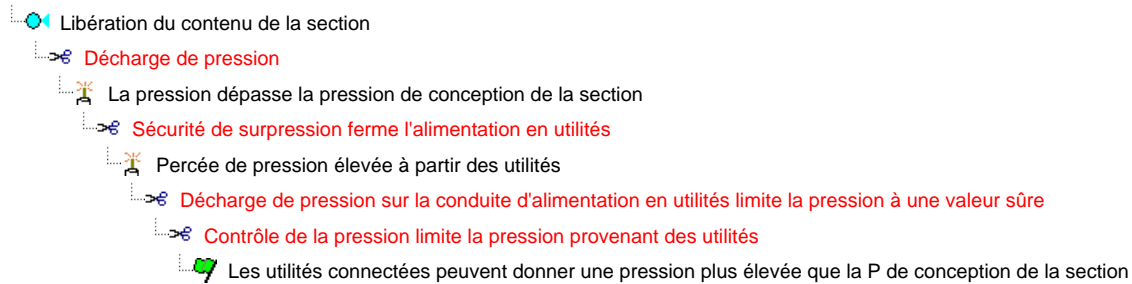 Libération du contenu de la section
Décharge de pression
La pression dépasse la pression de conception de la section
Sécurité de surpression ferme l'alimentation en utilités
Percée de pression élevée à partir des utilités
Décharge de pression sur la conduite d'alimentation en utilités limite la pression à une valeur sûre
Contrôle de la pression limite la pression provenant des utilités
Les utilités connectées peuvent donner une pression plus élevée que la P de conception de la section